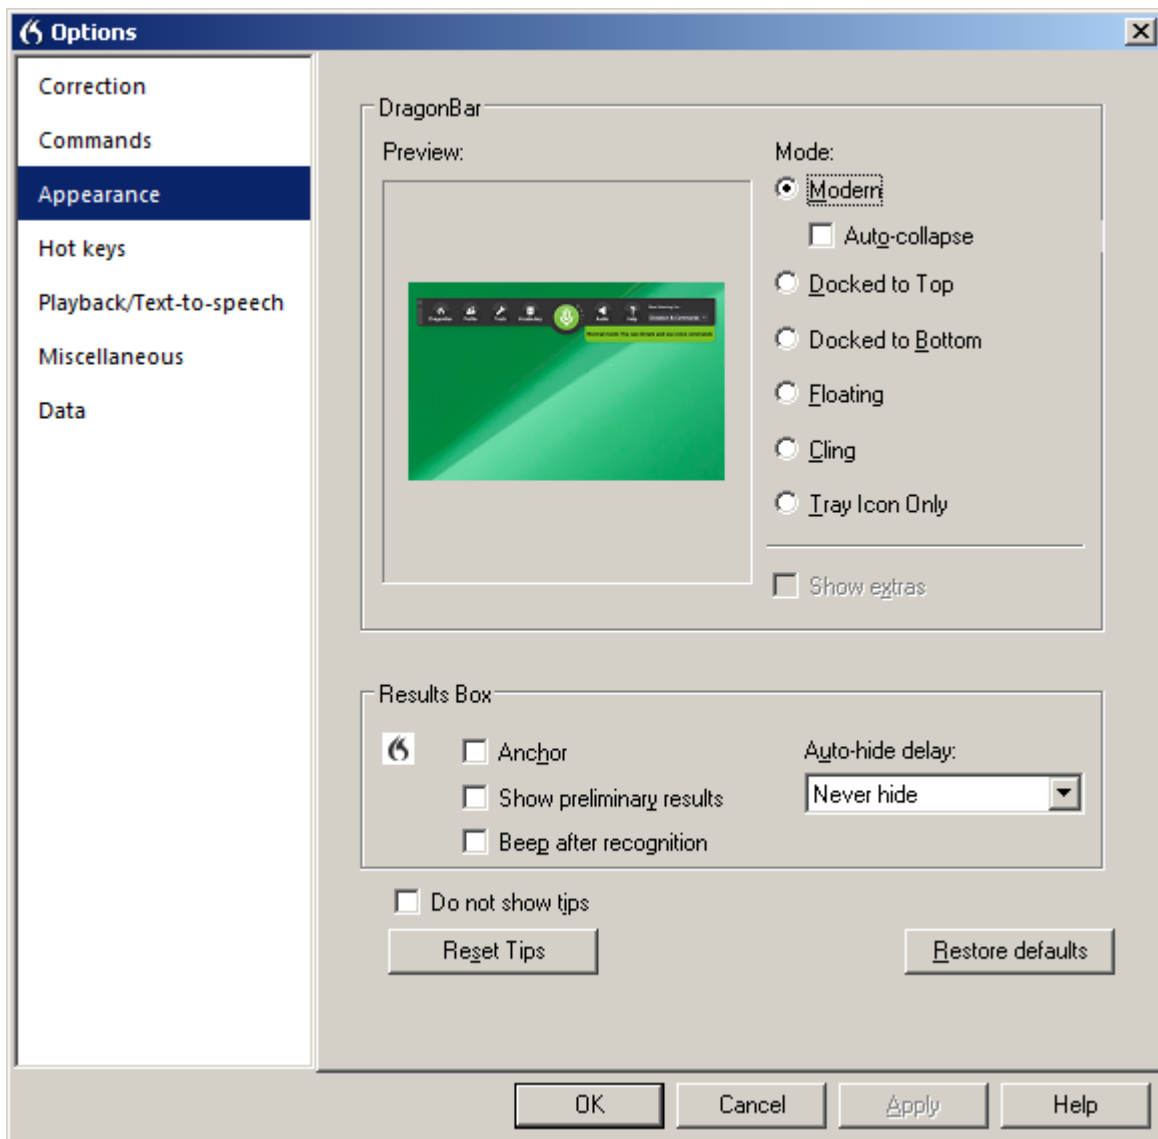 Options
Correction
Commands
Appearance
Hot keys
Playback/Text-to-speech
Miscellaneous
Data
DragonBar
Preview:
Mode:
Modern
Auto-collapse
Docked to Top
Docked to Bottom
Floating
Cling
Tray Icon Only
Show extras
Results Box
Anchor
Show preliminary results
Beep after recognition
Auto-hide delay:
Never hide
Do not show tips
Reset Tips
Restore defaults
OK
Cancel
Apply
Help